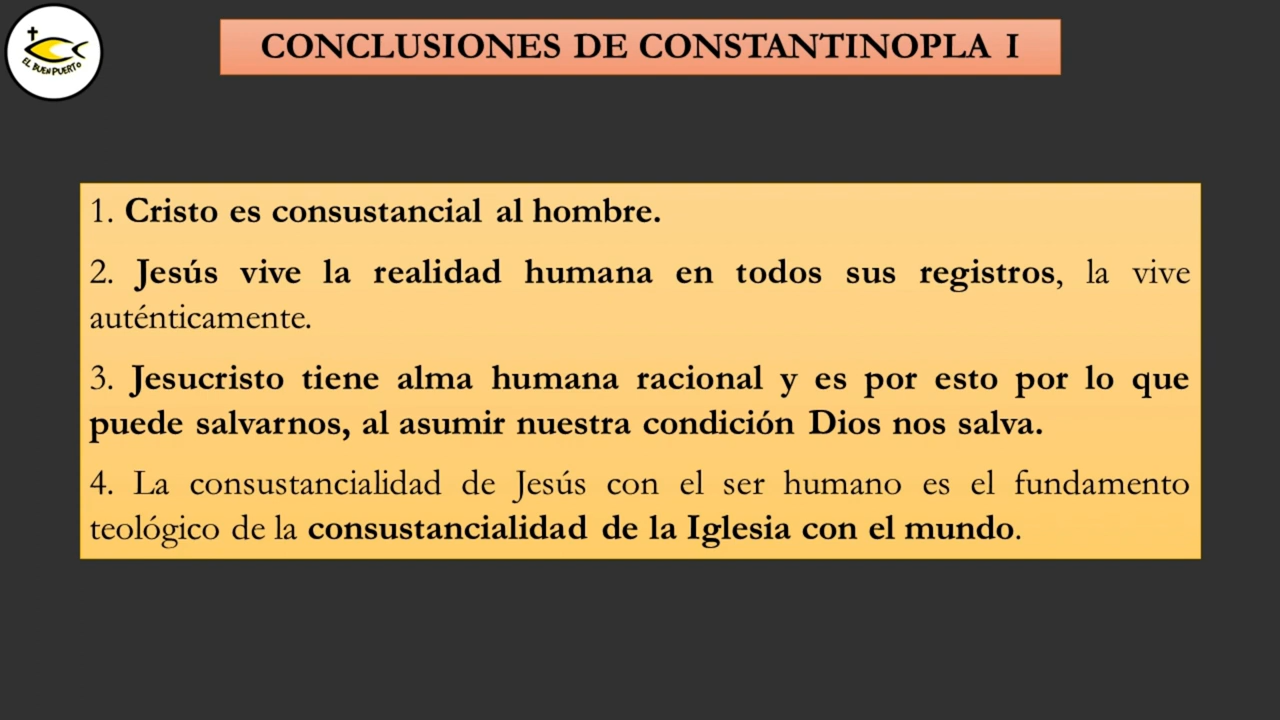 EL BUEN PUERTO
CONCLUSIONES DE CONSTANTINOPLA I
1. Cristo es consustancial al hombre.
2. Jesús vive la realidad humana en todos sus registros, la vive
auténticamente.
3. Jesucristo tiene alma humana racional y es por esto por lo que
puede salvarnos, al asumir nuestra condición Dios nos salva.
4. La consustancialidad de Jesús con el ser humano es el fundamento
teológico de la consustancialidad de la Iglesia con el mundo.